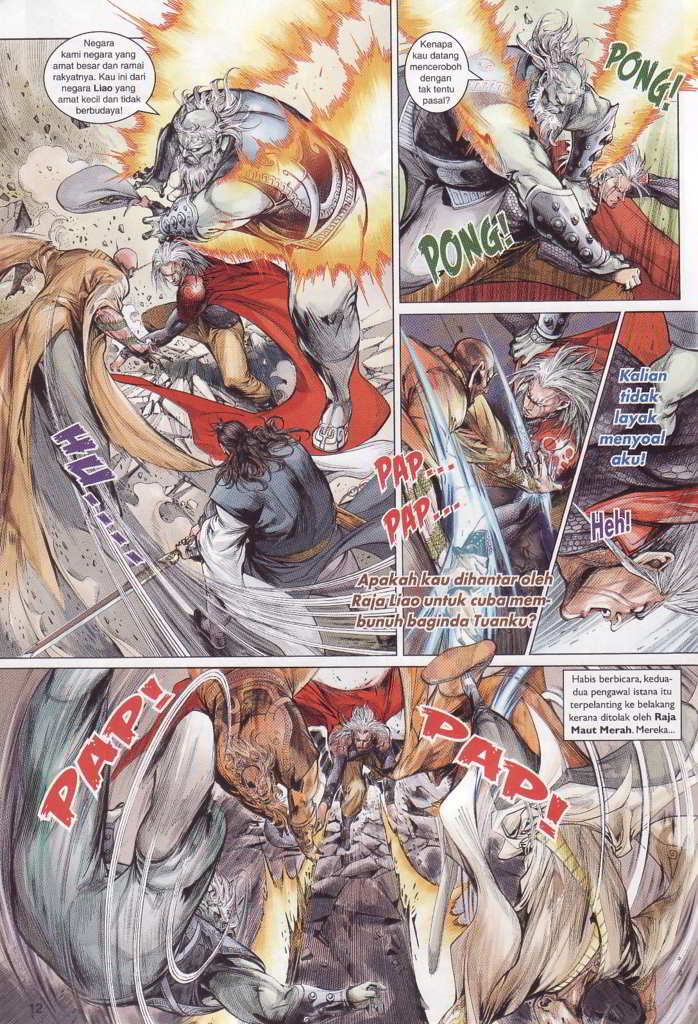 Negara
kami negara yang
amat besar dan ramai
rakyatnya. Kau ini dari
negara Liao yang
amat kecil dan tidak
berbudaya!
Kenapa
kau datang
menceroboh
dengan
tak tentu
pasal?
PONG!
PONG!
HU......
PAP...
PAP...
Kalian
tidak
layak
menyoal
aku!
Heh!
Apakah kau dihantar oleh
Raja Liao untuk cuba mem-
bunuh baginda Tuanku?
PAP!
PAP!
Habis berbicara, kedua-
dua pengawal istana itu
terpelanting ke belakang
kerana ditolak oleh Raja
Maut Merah. Mereka...
12